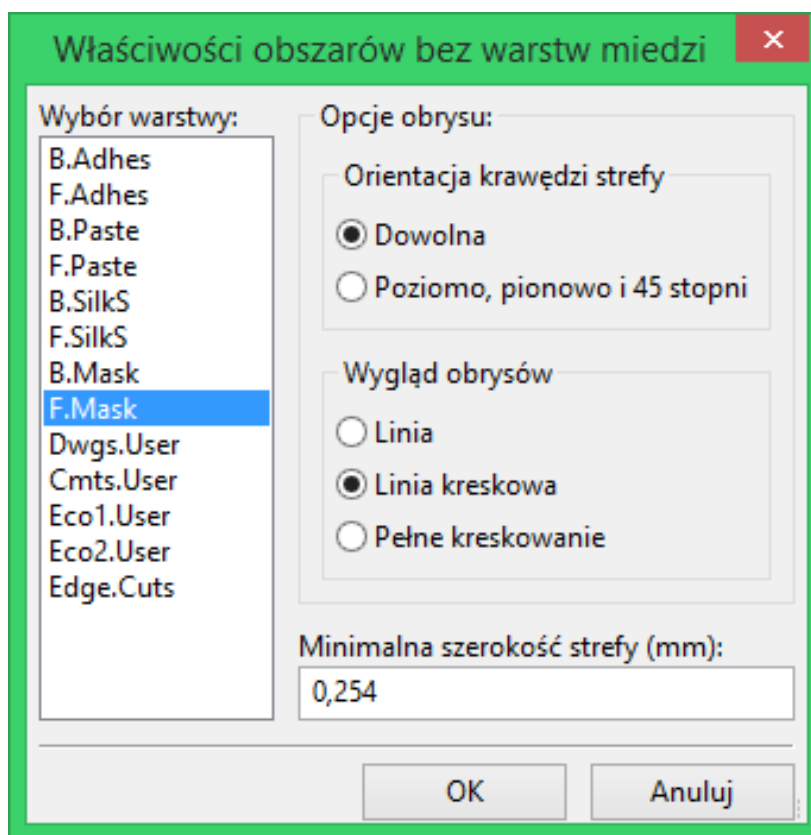 Właściwości obszarów bez warstw miedzi
Wybór warstwy:
B.Adhes
F.Adhes
B.Paste
F.Paste
B.SilkS
F.SilkS
B.Mask
F.Mask
Dwgs.User
Cmts.User
Eco1.User
Eco2.User
Edge.Cuts
Opcje obrysu:
Orientacja krawędzi strefy
Dowolna
Poziomo, pionowo i 45 stopni
Wygląd obrysów
Linia
Linia kreskowa
Pełne kreskowanie
Minimalna szerokość strefy (mm):
0,254
OK
Anuluj